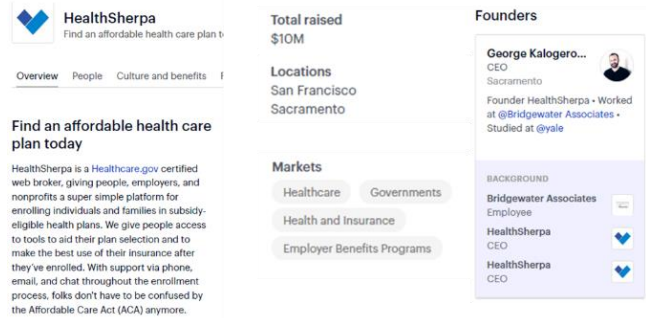 HealthSherpa
Find an affordable health care plan t
Overview People Culture and benefits
Find an affordable health care
plan today
HealthSherpa is a Healthcare.gov certified
web broker, giving people, employers, and
nonprofits a super simple platform for
enrolling individuals and families in subsidy-
eligible health plans. We give people access
to tools to aid their plan selection and to
make the best use of their insurance after
they've enrolled. With support via phone,
email, and chat throughout the enrollment
process, folks don't have to be confused by
the Affordable Care Act (ACA) anymore.
Total raised
$10M
Locations
San Francisco
Sacramento
Markets
Healthcare Governments
Health and Insurance
Employer Benefits Programs
Founders
George Kalogero...
CEO
Sacramento
Founder HealthSherpa • Worked
at @Bridgewater Associates •
Studied at @yale
BACKGROUND
Bridgewater Associates
Employee
HealthSherpa
CEO
HealthSherpa
CEO